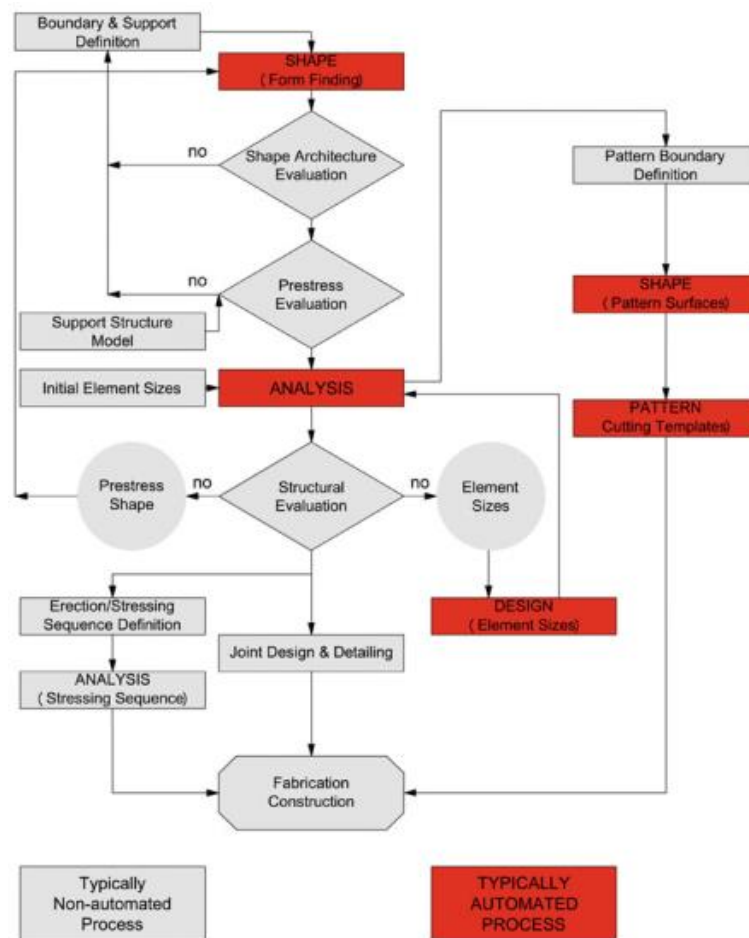 Boundary & Support
Definition
SHAPE
( Form Finding)
no
Shape Architecture
Evaluation
Pattern Boundary
Definition
no
Prestress
Evaluation
SHAPE
( Pattern Surfaces)
Support Structure
Model
Initial Element Sizes
ANALYSIS
PATTERN
Cutting Templates)
Prestress
Shape
no
Structural
Evaluation
no
Element
Sizes
Erection/Stressing
Sequence Definition
DESIGN
( Element Sizes)
Joint Design & Detailing
ANALYSIS
( Stressing Sequence)
Fabrication
Construction
Typically
Non-automated
Process
TYPICALLY
AUTOMATED
PROCESS